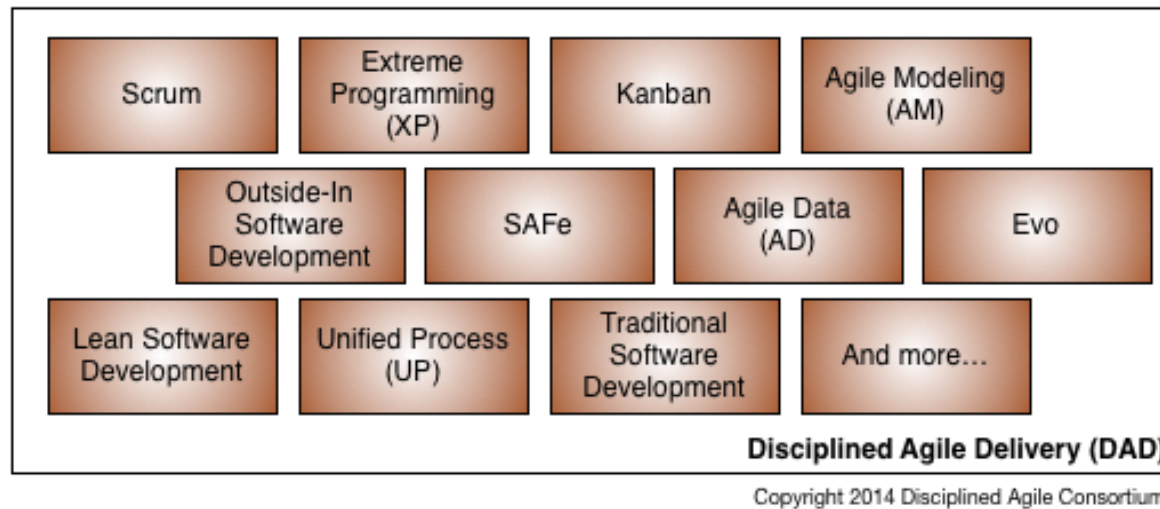 Scrum
Extreme
Programming
(XP)
Kanban
Agile Modeling
(AM)
Outside-In
Software
Development
SAFe
Agile Data
(AD)
Evo
Lean Software
Development
Unified Process
(UP)
Traditional
Software
Development
And more…
Disciplined Agile Delivery (DAD)
Copyright 2014 Disciplined Agile Consortium